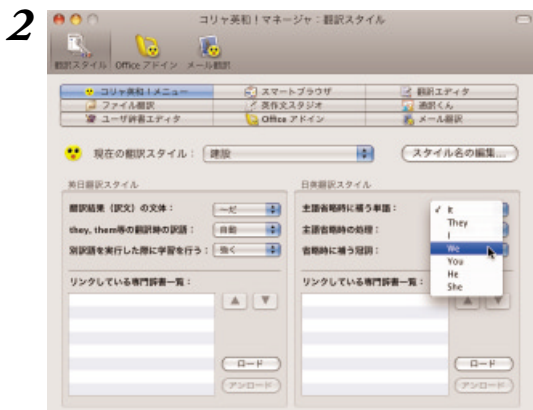 2
コリャ英和!マネージャ:翻訳スタイル
翻訳スタイル Office アドイン メール翻訳
コリャ英和!メニュー スマートブラウザ 翻訳エディタ
ファイル翻訳 英作文スタジオ 通訳くん
ユーザ辞書エディタ Office アドイン メール翻訳
現在の翻訳スタイル: 建設 スタイル名の編集...
英日翻訳スタイル 日英翻訳スタイル
翻訳結果(訳文)の文体: ーだ 主語省略時に補う単語: ✓ It
They
they, them等の翻訳時の訳語: 自動 主語省略時の処理: I
We
別訳語を実行した際に学習を行う: 強く 省略時に補う冠詞: You
He
She
リンクしている専門辞書一覧: リンクしている専門辞書一覧:
ロード ロード
アンロード アンロード